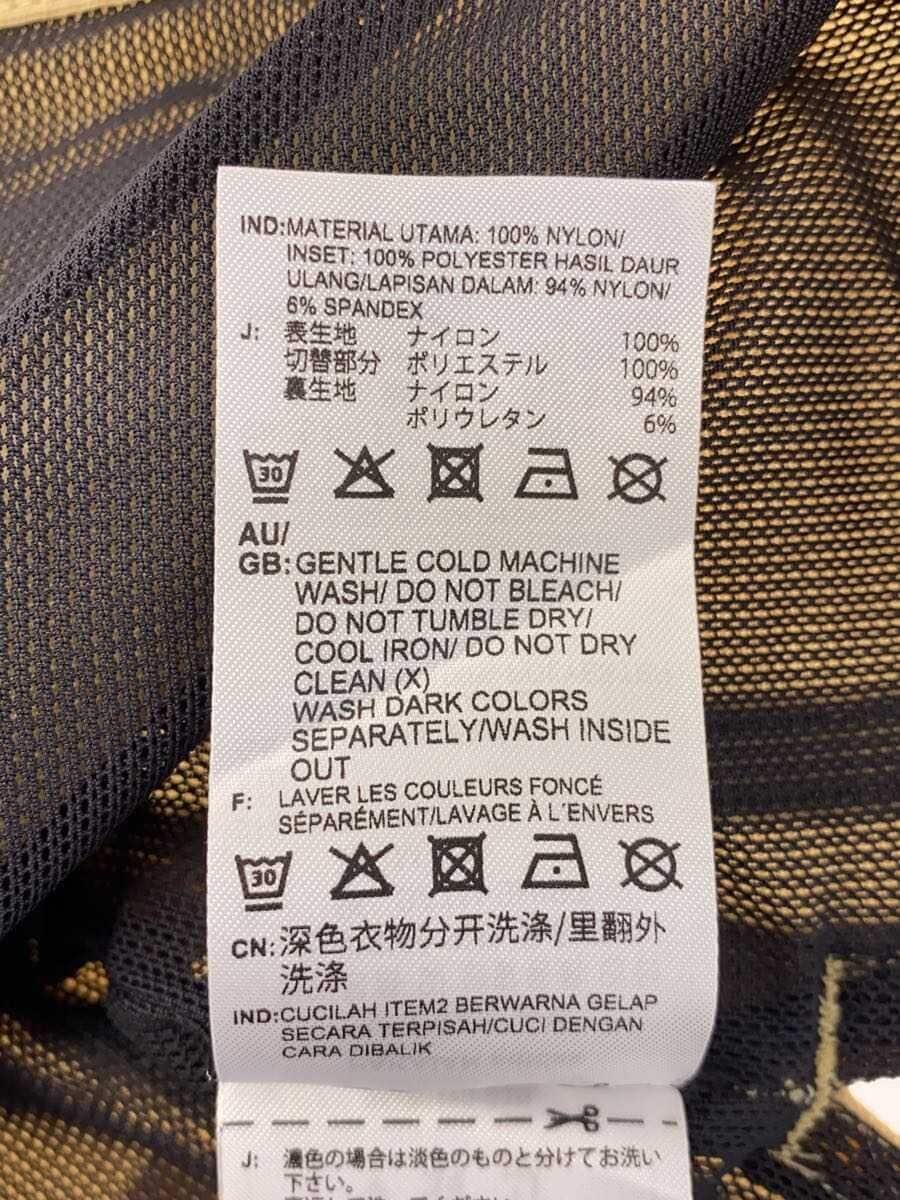 IND:MATERIAL UTAMA: 100% NYLON/
INSET: 100% POLYESTER HASIL DAUR
ULANG/LAPISAN DALAM: 94% NYLON/
6% SPANDEX
J: 表生地 ナイロン 100%
切替部分 ポリエステル 100%
裏生地 ナイロン 94%
ポリウレタン 6%
30
AU/
GB: GENTLE COLD MACHINE
WASH/ DO NOT BLEACH/
DO NOT TUMBLE DRY/
COOL IRON/ DO NOT DRY
CLEAN (X)
WASH DARK COLORS
SEPARATELY/WASH INSIDE
OUT
F: LAVER LES COULEURS FONCÉ
SÉPARÉMENT/LAVAGE À L´ENVERS
30
CN: 深色衣物分开洗涤/里翻外
洗涤
IND:CUCILAH ITEM2 BERWARNA GELAP
SECARA TERPISAH/CUCI DENGAN
CARA DIBALIK
J: 濃色の場合は淡色のものと分けてお洗い
下さい。